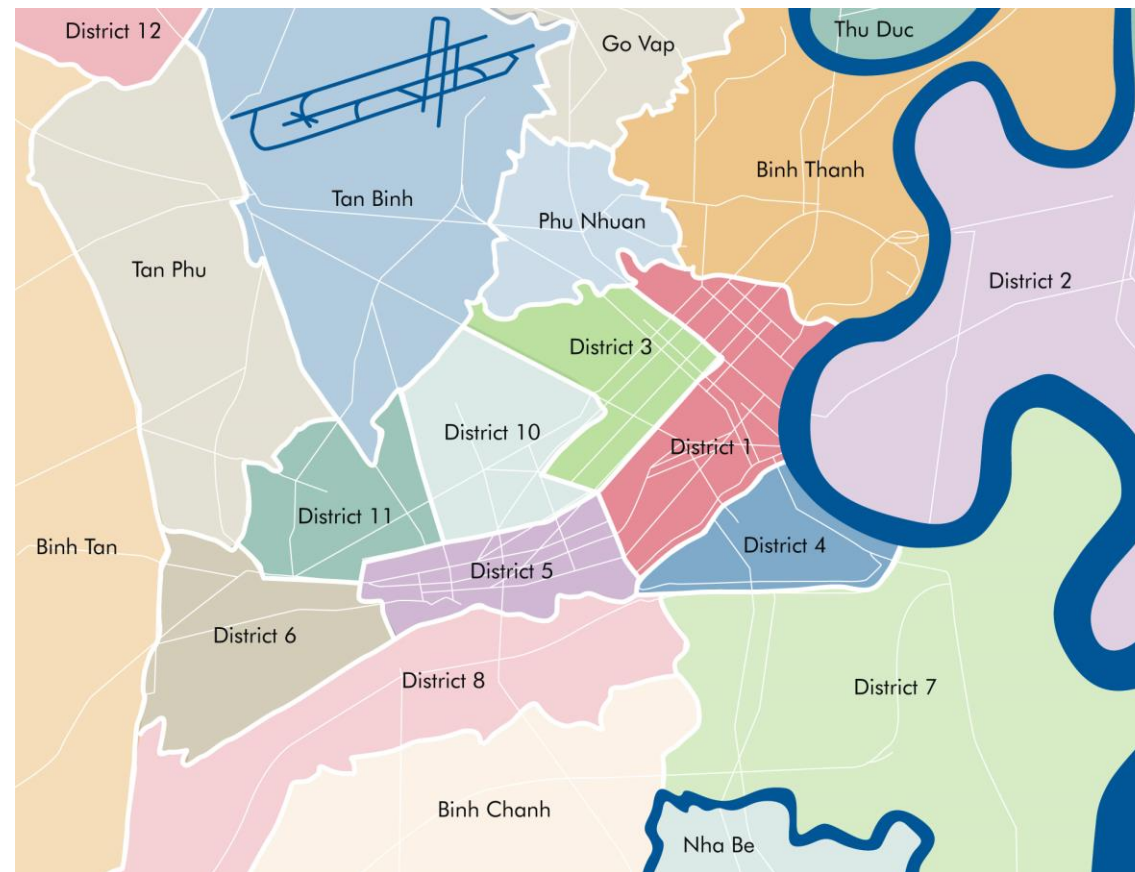 District 12
Thu Duc
Go Vap
Binh Thanh
Tan Binh
Phu Nhuan
Tan Phu
District 2
District 3
District 10
District 1
District 11
District 4
Binh Tan
District 5
District 6
District 8
District 7
Binh Chanh
Nha Be